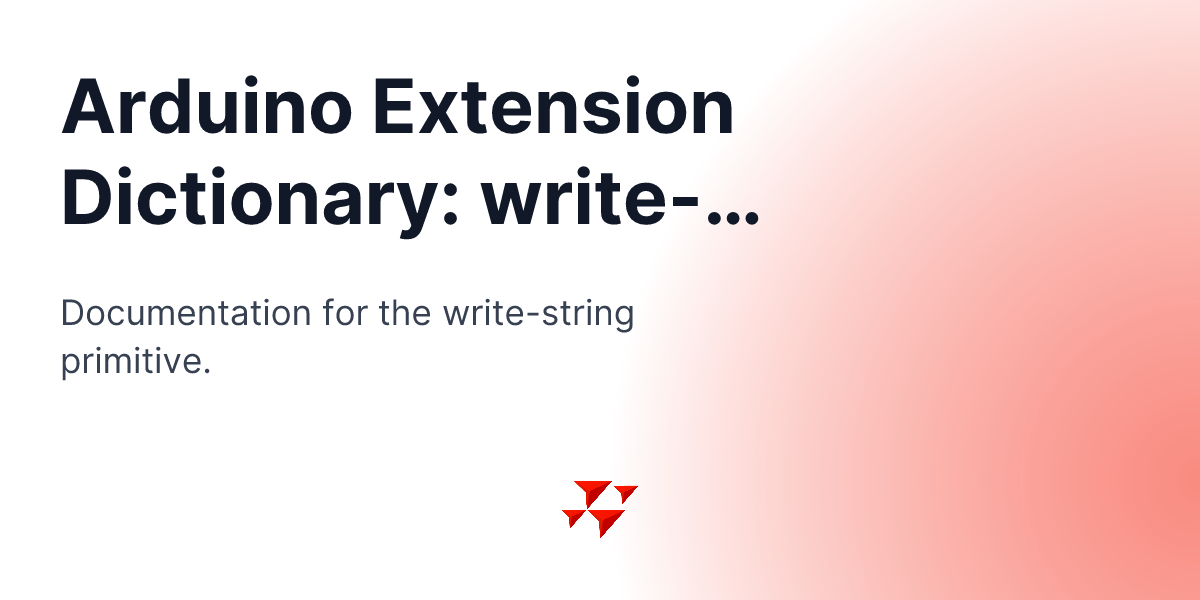 Arduino Extension
Dictionary: write-...
Documentation for the write-string
primitive.